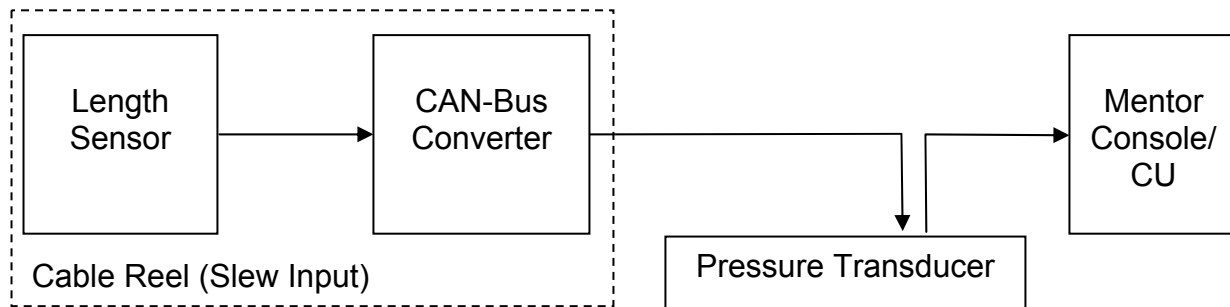 Length
Sensor
CAN-Bus
Converter
Mentor
Console/
CU
Cable Reel (Slew Input)
Pressure Transducer